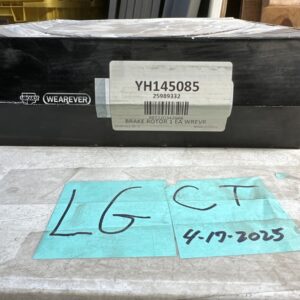 WEAREVER
YH145085
25989332
BRAKE ROTOR 1 EA WREVR
LG
CT
4-17-2025